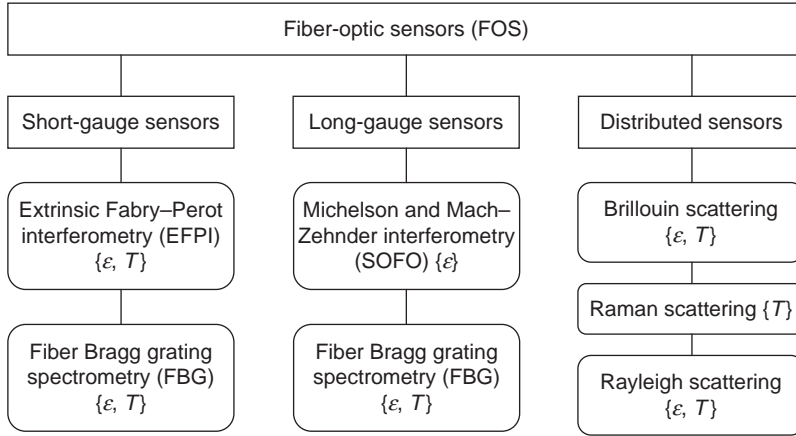 Fiber-optic sensors (FOS)
Short-gauge sensors
Extrinsic Fabry–Perot
interferometry (EFPI)
{ε, T}
Fiber Bragg grating
spectrometry (FBG)
{ε, T}
Long-gauge sensors
Michelson and Mach–
Zehnder interferometry
(SOFO) {ε}
Fiber Bragg grating
spectrometry (FBG)
{ε, T}
Distributed sensors
Brillouin scattering
{ε, T}
Raman scattering {T}
Rayleigh scattering
{ε, T}